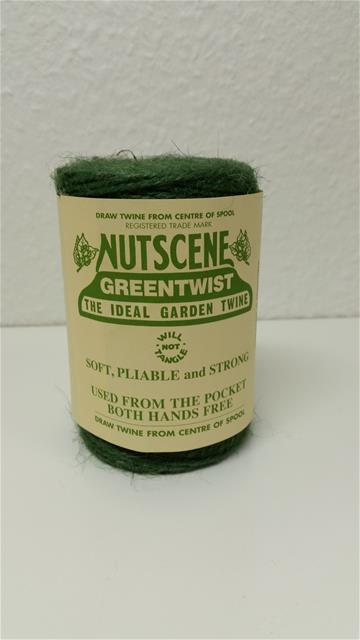 DRAW TWINE FROM CENTRE OF SPOOL
REGISTERED TRADE MARK
NUTSCENE
GREENTWIST
THE IDEAL GARDEN TWINE
WILL
NOT
TANGLE
SOFT, PLIABLE and STRONG
USED FROM THE POCKET
BOTH HANDS FREE
DRAW TWINE FROM CENTRE OF SPOOL